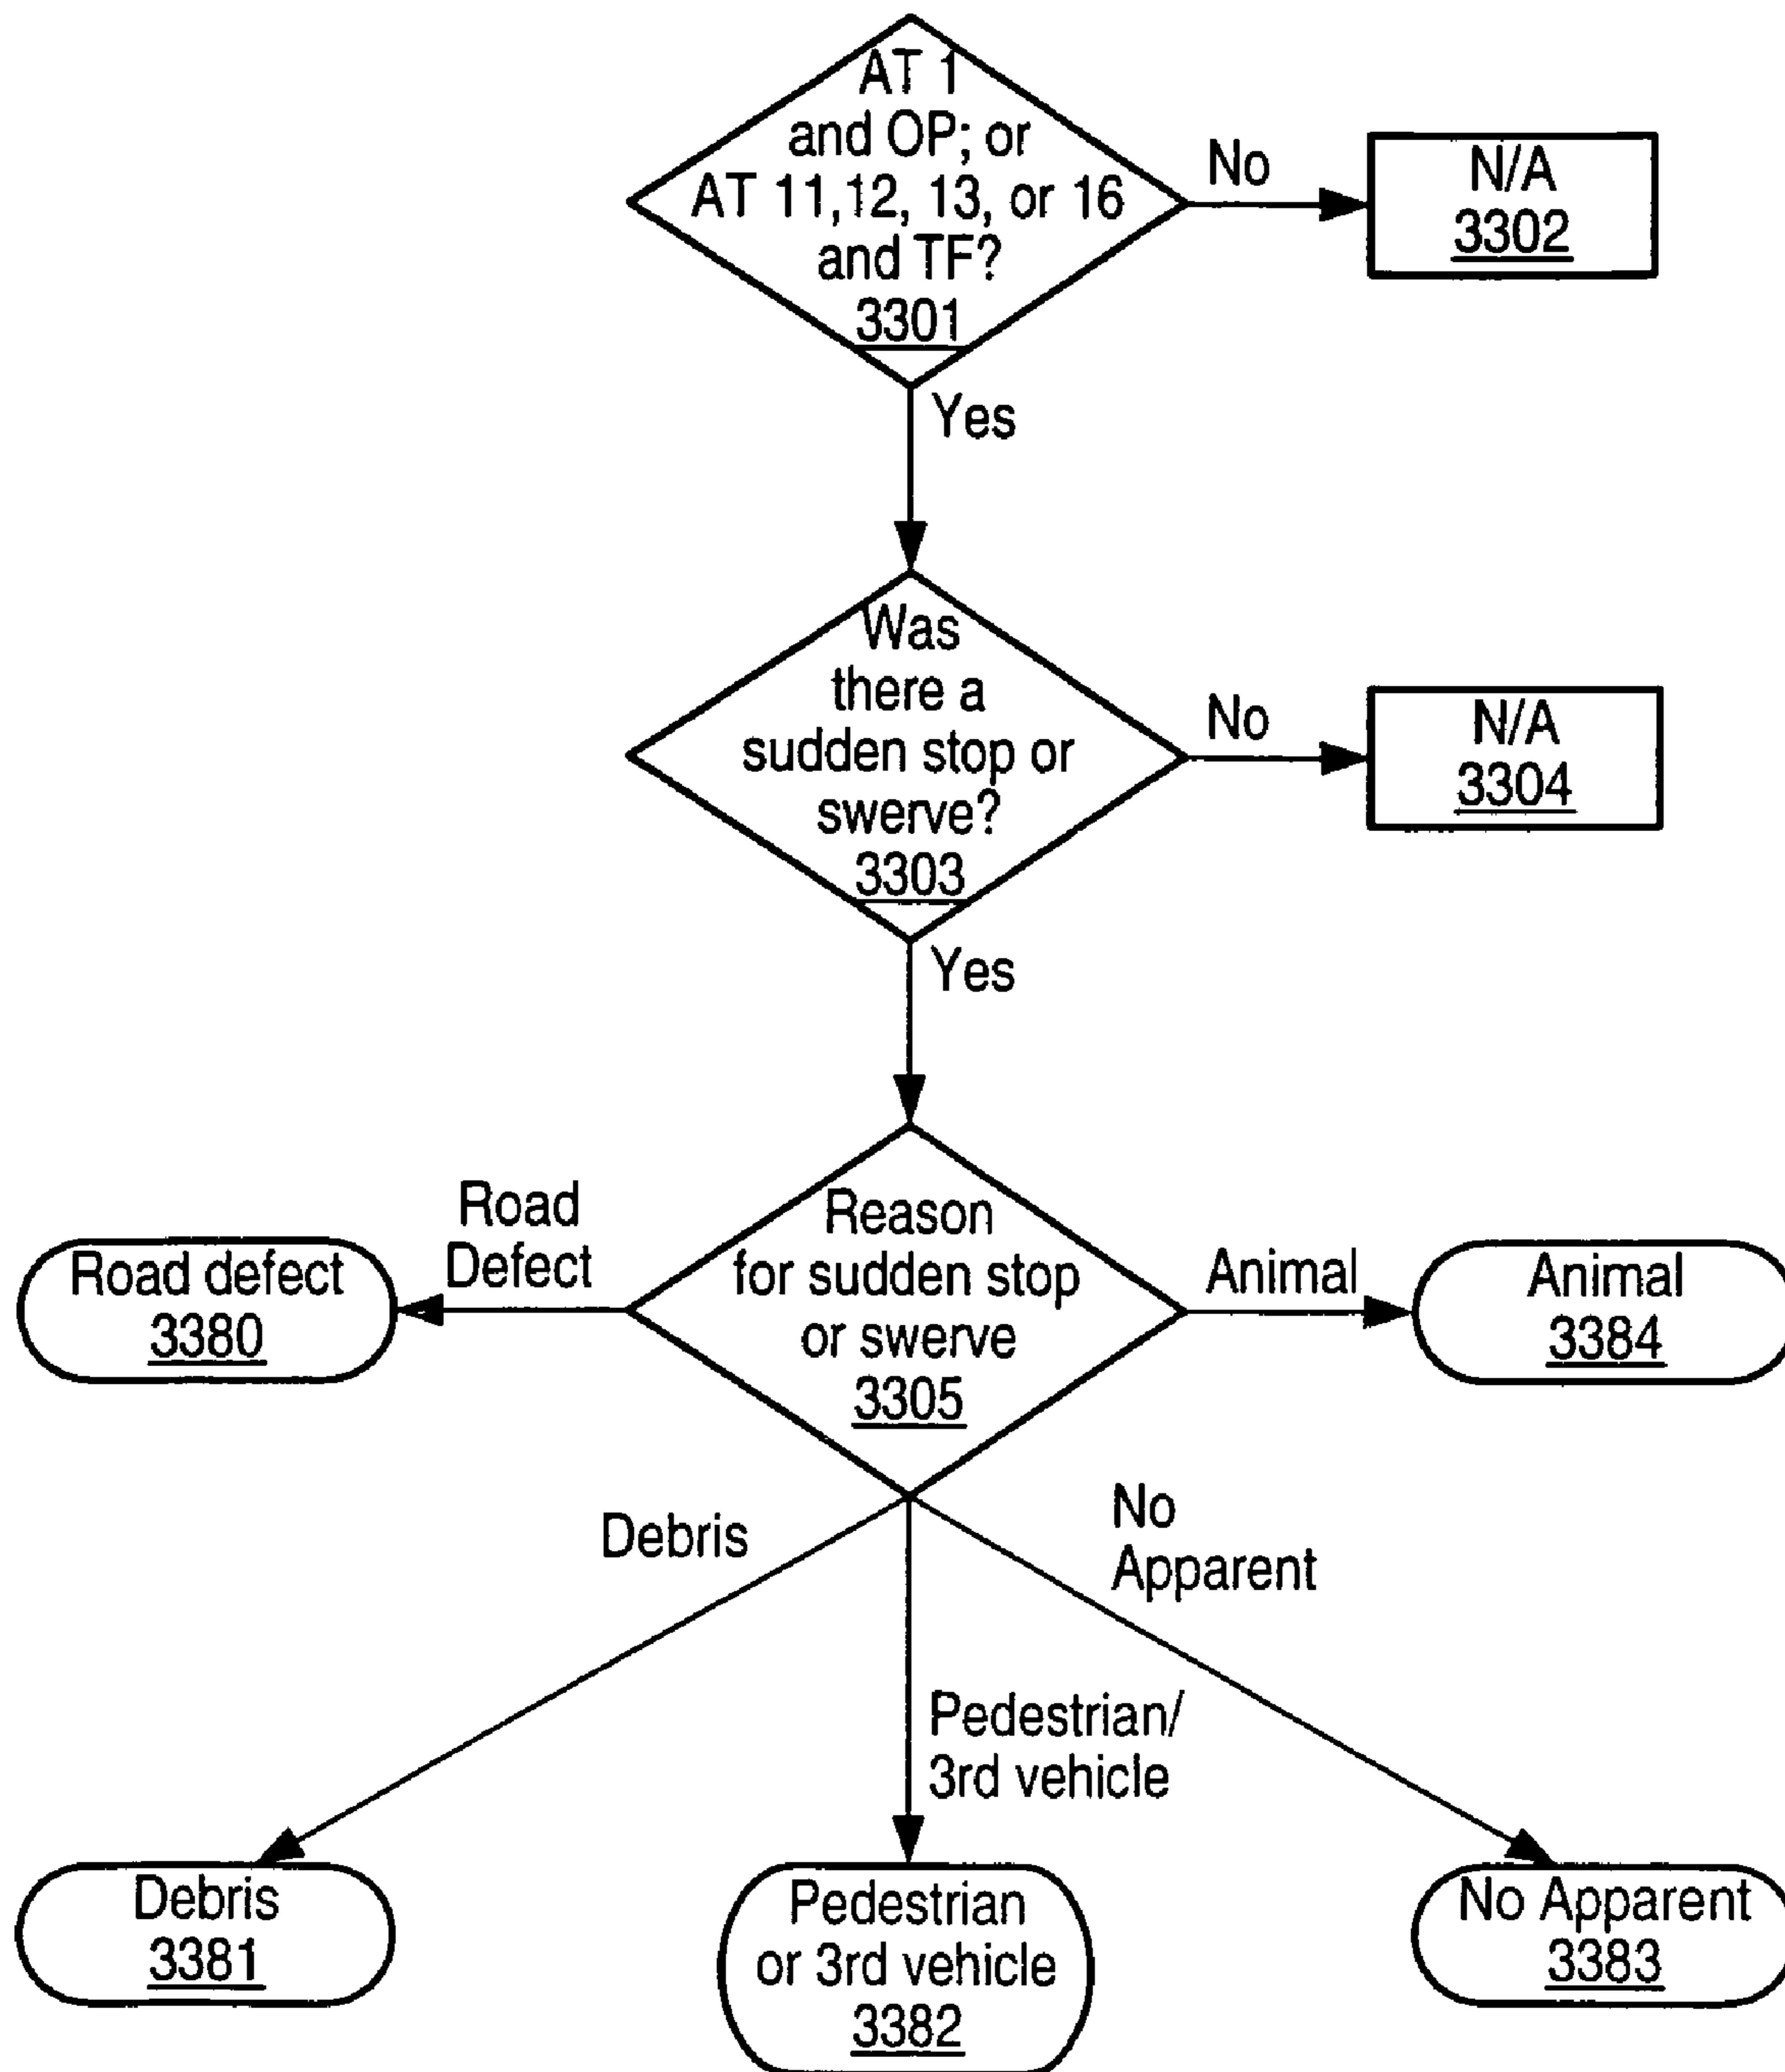 AT 1
and OP; or
AT 11,12, 13, or 16
and TF?
3301
No
N/A
3302
Yes
Was
there a
sudden stop or
swerve?
3303
No
N/A
3304
Yes
Reason
for sudden stop
or swerve
3305
Road
Defect
Road defect
3380
Animal
Animal
3384
Debris
No
Apparent
Pedestrian/
3rd vehicle
Debris
3381
Pedestrian
or 3rd vehicle
3382
No Apparent
3383